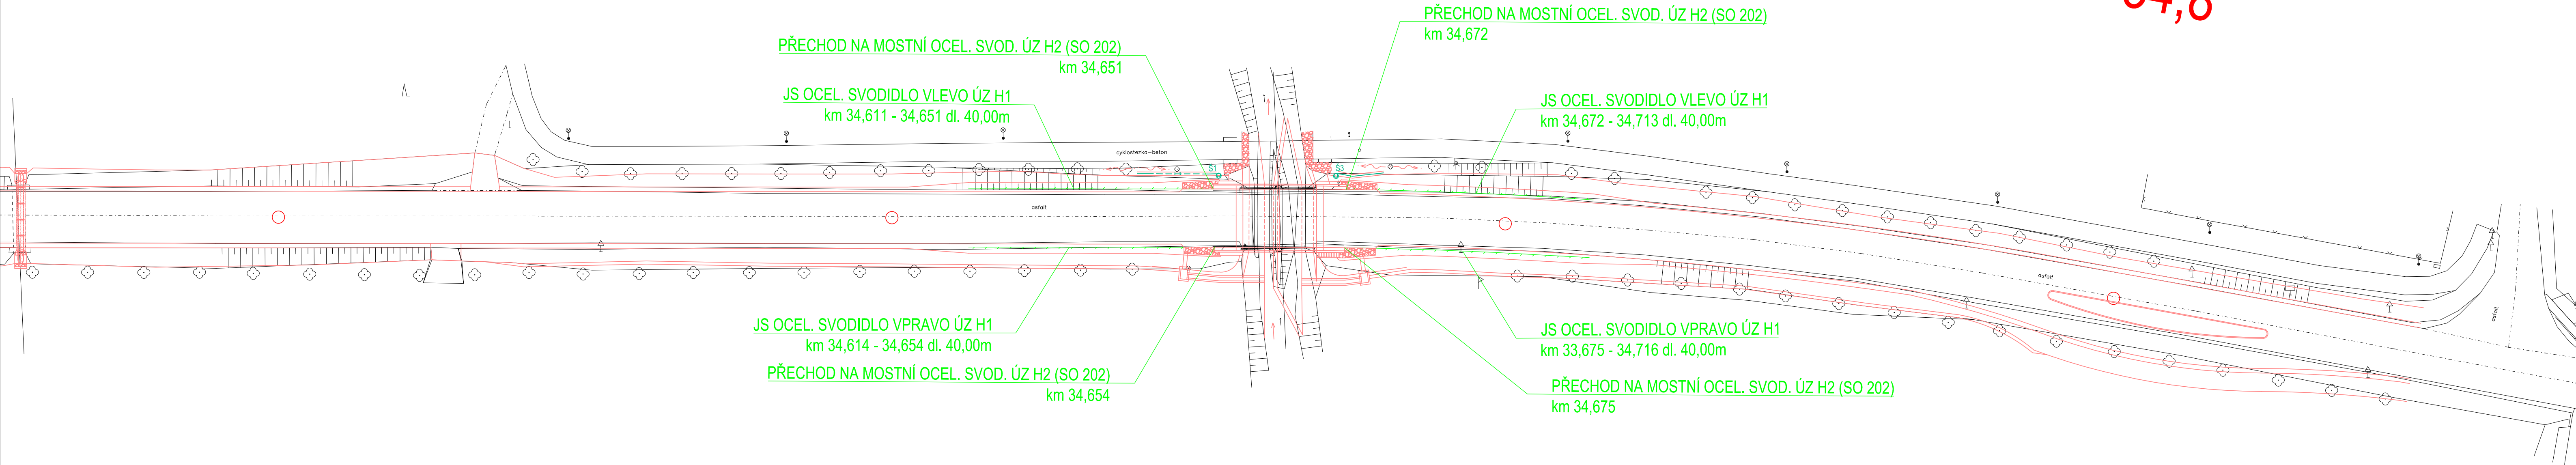 34,8
PŘECHOD NA MOSTNÍ OCEL. SVOD. ÚZ H2 (SO 202)
km 34,672
PŘECHOD NA MOSTNÍ OCEL. SVOD. ÚZ H2 (SO 202)
km 34,651
JS OCEL. SVODIDLO VLEVO ÚZ H1
km 34,611 - 34,651 dl. 40,00m
JS OCEL. SVODIDLO VLEVO ÚZ H1
km 34,672 - 34,713 dl. 40,00m
cyklostezka-beton
S1
S3
asfalt
asfalt
asfalt
JS OCEL. SVODIDLO VPRAVO ÚZ H1
km 34,614 - 34,654 dl. 40,00m
PŘECHOD NA MOSTNÍ OCEL. SVOD. ÚZ H2 (SO 202)
km 34,654
JS OCEL. SVODIDLO VPRAVO ÚZ H1
km 33,675 - 34,716 dl. 40,00m
PŘECHOD NA MOSTNÍ OCEL. SVOD. ÚZ H2 (SO 202)
km 34,675